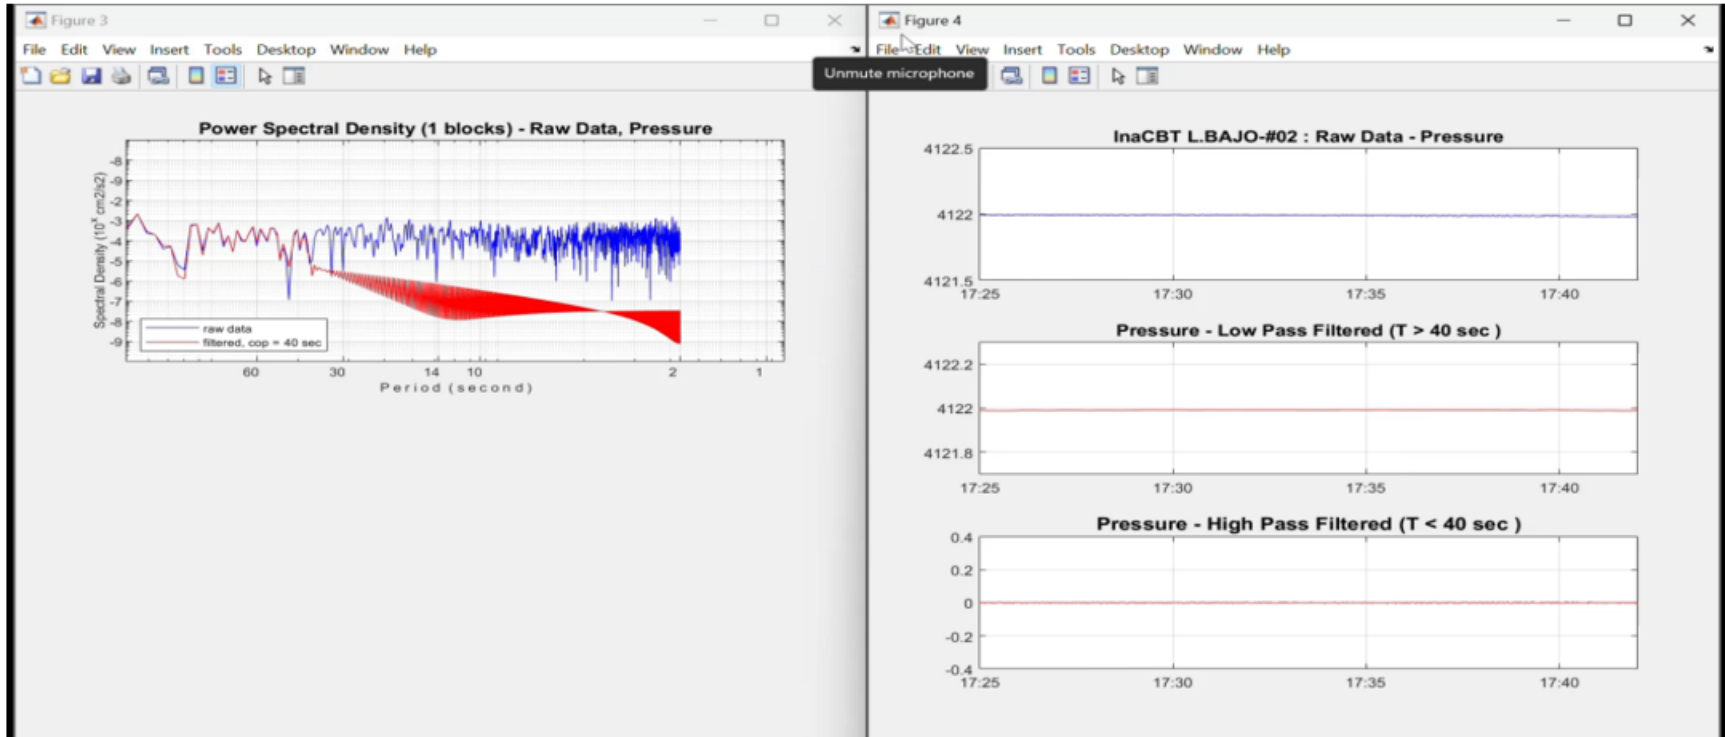 Figure 3
File Edit View Insert Tools Desktop Window Help
Power Spectral Density (1 blocks) - Raw Data, Pressure
Spectral Density (10^x cm2/s2)
-8
-9
-2
-3
-4
-5
-6
-7
-8
-9
raw data
filtered, cop = 40 sec
60 30 14 10 2 1
Period (second)
Figure 4
File Edit View Insert Tools Desktop Window Help
Unmute microphone
InaCBT L.BAJO-#02 : Raw Data - Pressure
4122.5
4122
4121.5
17:25 17:30 17:35 17:40
Pressure - Low Pass Filtered (T > 40 sec )
4122.2
4122
4121.8
17:25 17:30 17:35 17:40
Pressure - High Pass Filtered (T < 40 sec )
0.4
0.2
0
-0.2
-0.4
17:25 17:30 17:35 17:40